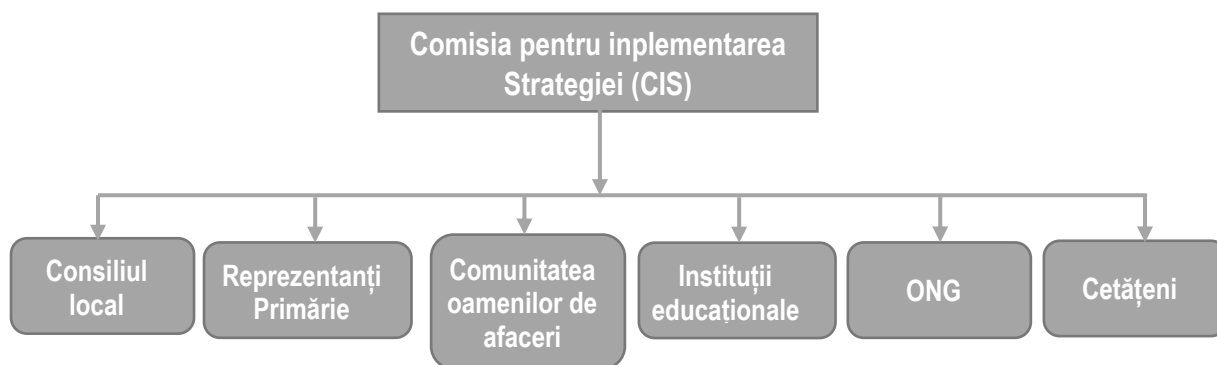 Comisia pentru inplementarea
Strategiei (CIS)
Consiliul
local
Reprezentanți
Primărie
Comunitatea
oamenilor de
afaceri
Instituții
educaționale
ONG
Cetățeni